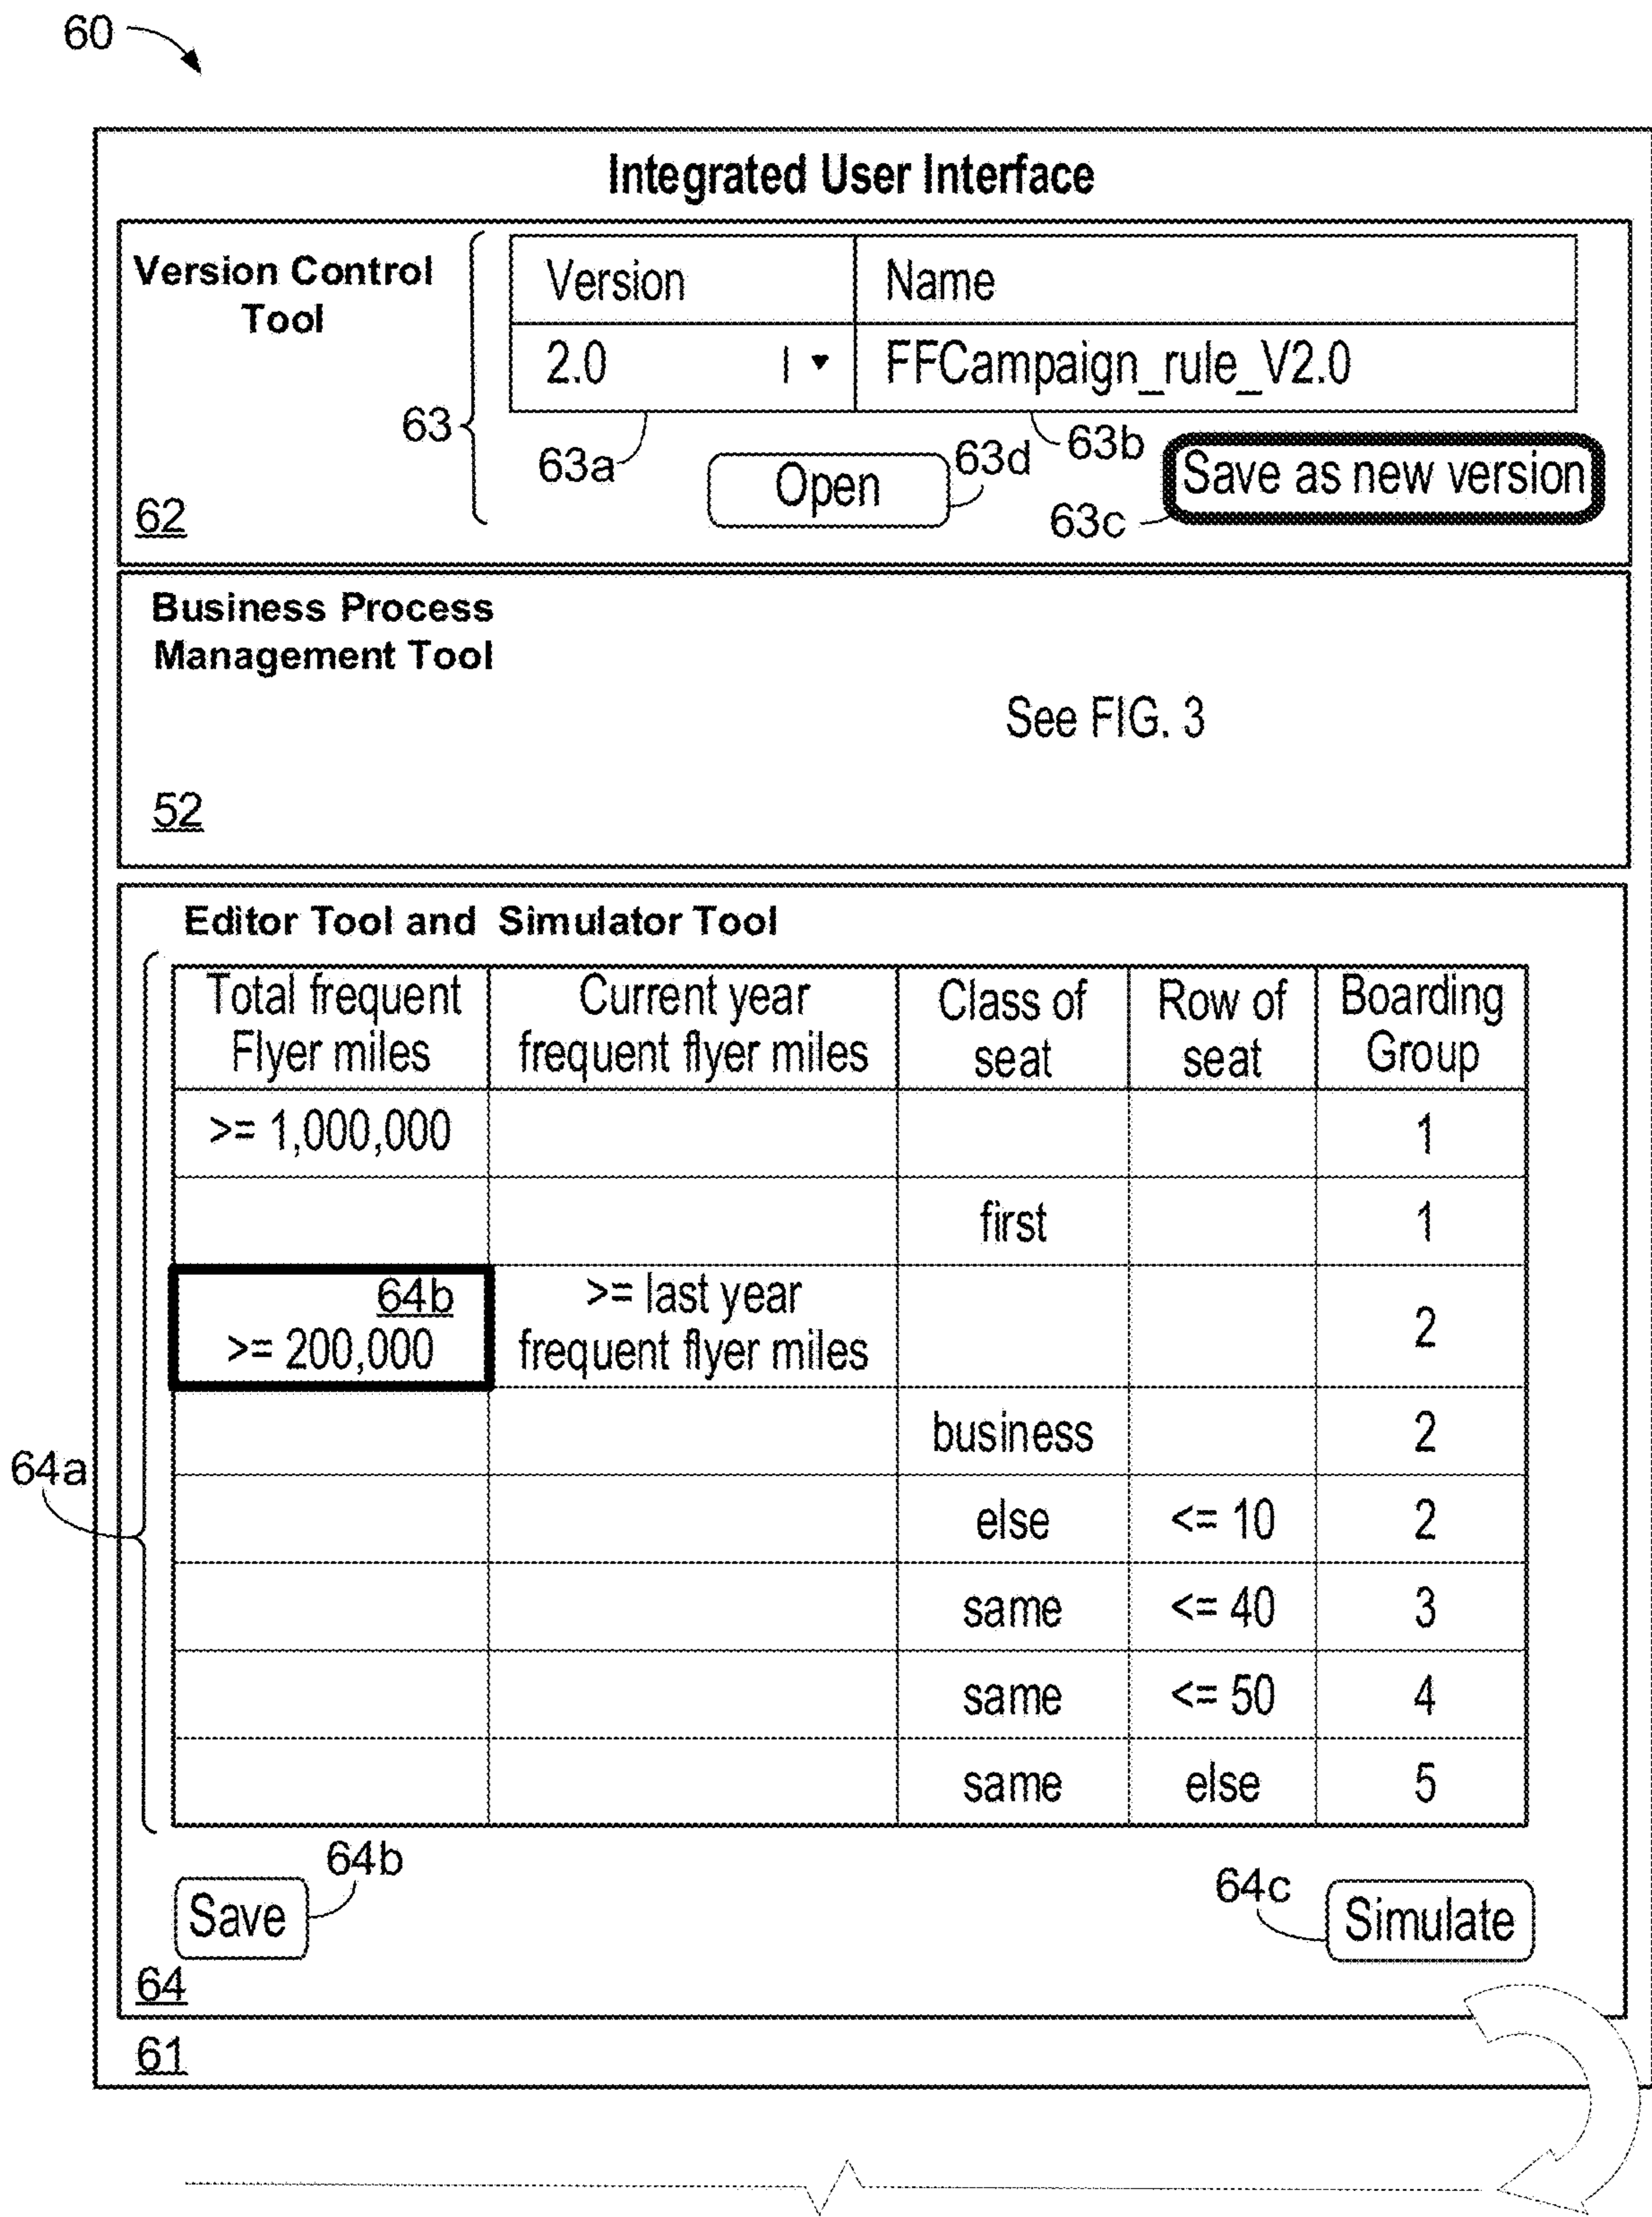 60
Integrated User Interface
Version Control
Tool
Version Name
2.0 | ▼ FFCampaign_rule_V2.0
63
63a
63b
Open
63d
Save as new version
63c
62
Business Process
Management Tool
See FIG. 3
52
Editor Tool and Simulator Tool
Total frequent
Flyer miles
Current year
frequent flyer miles
Class of
seat
Row of
seat
Boarding
Group
>= 1,000,000 1
first 1
64b
>= 200,000
>= last year
frequent flyer miles
2
business 2
else <= 10 2
64a
same <= 40 3
same <= 50 4
same else 5
Save
64b
64c
Simulate
64
61